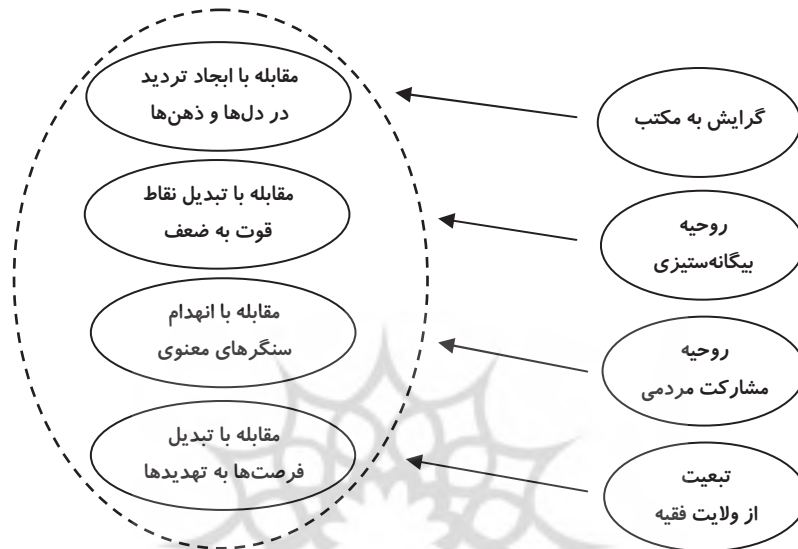 مقابله با ایجاد تردید
در دل‌ها و ذهن‌ها
گرایش به مکتب
مقابله با تبدیل نقاط
قوت به ضعف
روحیه
بیگانه‌ستیزی
مقابله با انهدام
سنگرهای معنوی
روحیه
مشارکت مردمی
مقابله با تبدیل
فرصت‌ها به تهدیدها
تبعیت
از ولایت فقیه